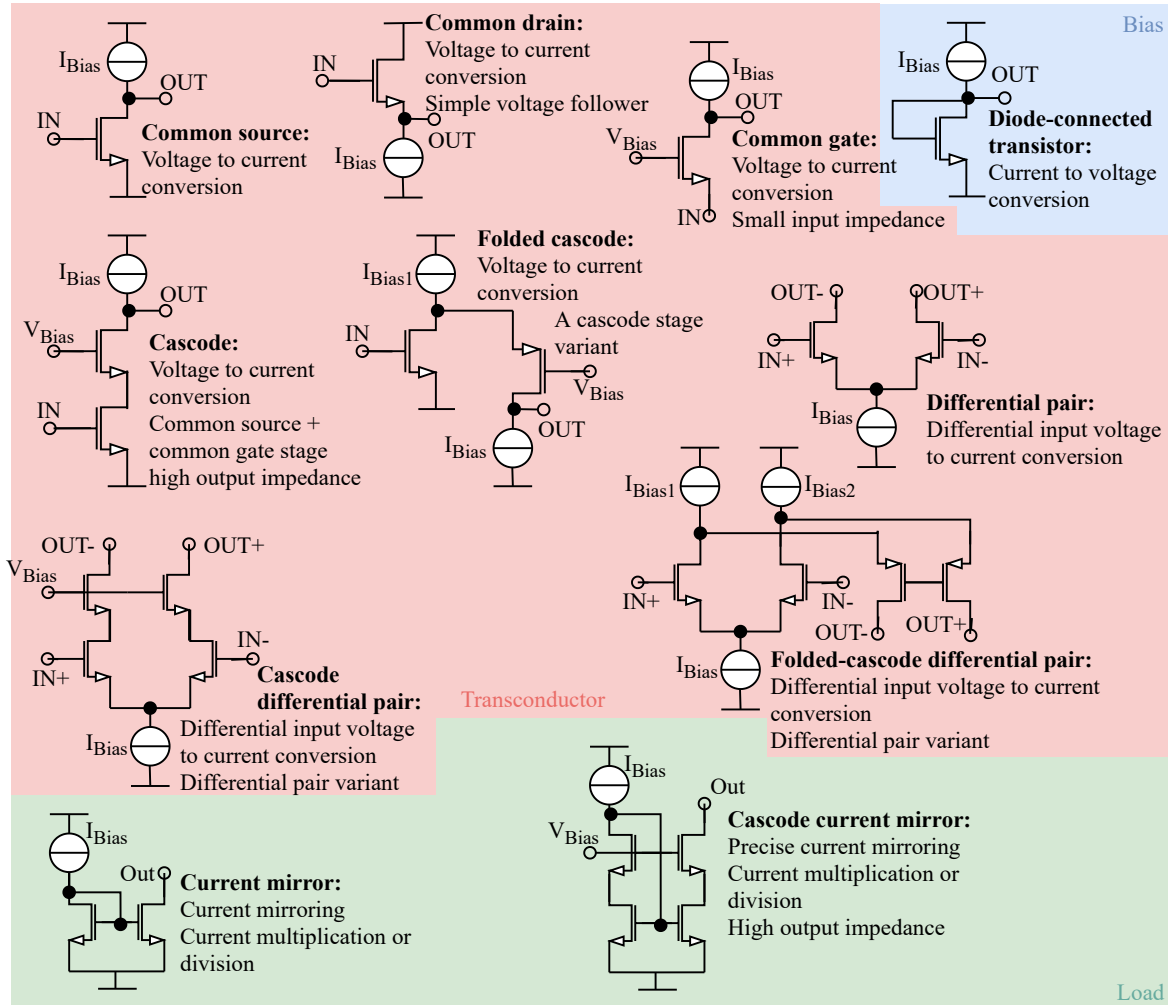 I_Bias
OUT
IN
Common source:
Voltage to current
conversion
Common drain:
Voltage to current
conversion
Simple voltage follower
IN
OUT
I_Bias
I_Bias
OUT
V_Bias
Common gate:
Voltage to current
conversion
Small input impedance
IN
Bias
I_Bias
OUT
Diode-connected
transistor:
Current to voltage
conversion
I_Bias
OUT
V_Bias
IN
Cascode:
Voltage to current
conversion
Common source +
common gate stage
high output impedance
Folded cascode:
Voltage to current
conversion
A cascode stage
variant
I_Bias1
IN
V_Bias
OUT
I_Bias
OUT-
OUT+
IN+
IN-
I_Bias
Differential pair:
Differential input voltage
to current conversion
OUT-
OUT+
V_Bias
IN+
IN-
I_Bias
Cascode
differential pair:
Differential input voltage
to current conversion
Differential pair variant
I_Bias1
I_Bias2
IN+
IN-
OUT-
OUT+
I_Bias
Folded-cascode differential pair:
Differential input voltage to current
conversion
Differential pair variant
Transconductor
I_Bias
Out
Current mirror:
Current mirroring
Current multiplication or
division
I_Bias
Out
V_Bias
Cascode current mirror:
Precise current mirroring
Current multiplication or
division
High output impedance
Load